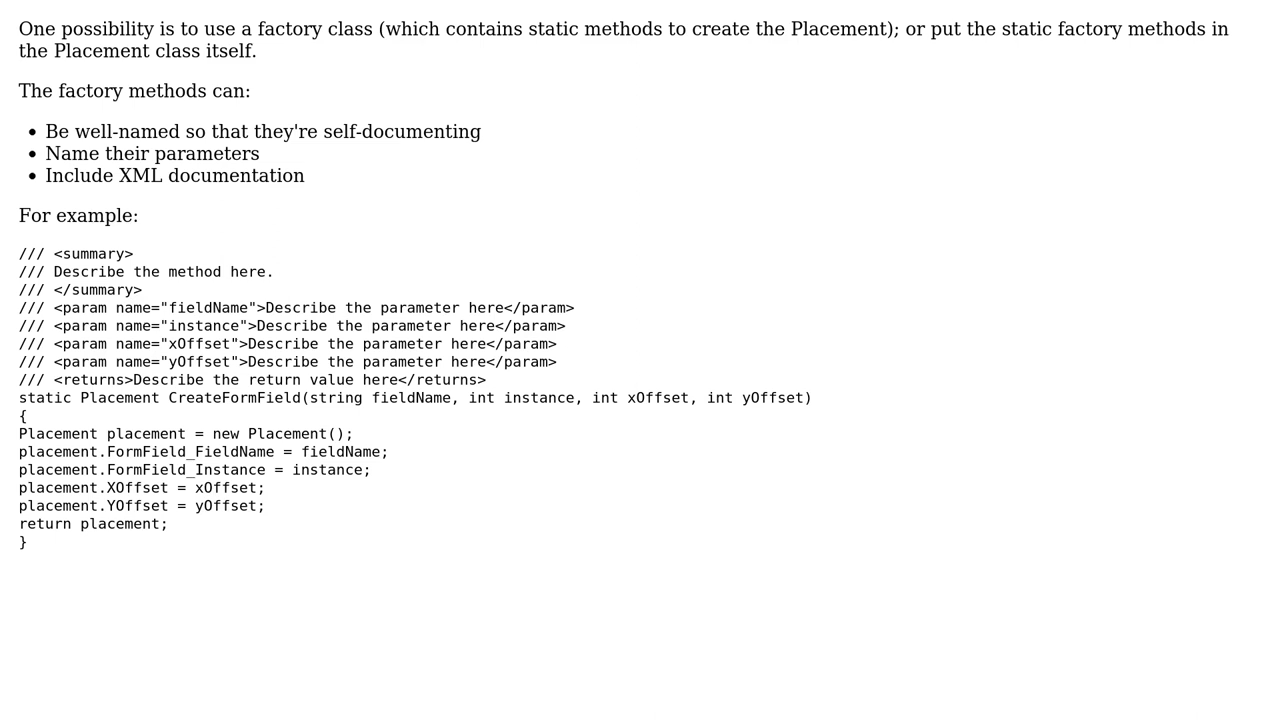 One possibility is to use a factory class (which contains static methods to create the Placement); or put the static factory methods in
the Placement class itself.
The factory methods can:
• Be well-named so that they're self-documenting
• Name their parameters
• Include XML documentation
For example:
/// <summary>
/// Describe the method here.
/// </summary>
/// <param name="fieldName">Describe the parameter here</param>
/// <param name="instance">Describe the parameter here</param>
/// <param name="xOffset">Describe the parameter here</param>
/// <param name="yOffset">Describe the parameter here</param>
/// <returns>Describe the return value here</returns>
static Placement CreateFormField(string fieldName, int instance, int xOffset, int yOffset)
{
Placement placement = new Placement();
placement.FormField_FieldName = fieldName;
placement.FormField_Instance = instance;
placement.XOffset = xOffset;
placement.YOffset = yOffset;
return placement;
}